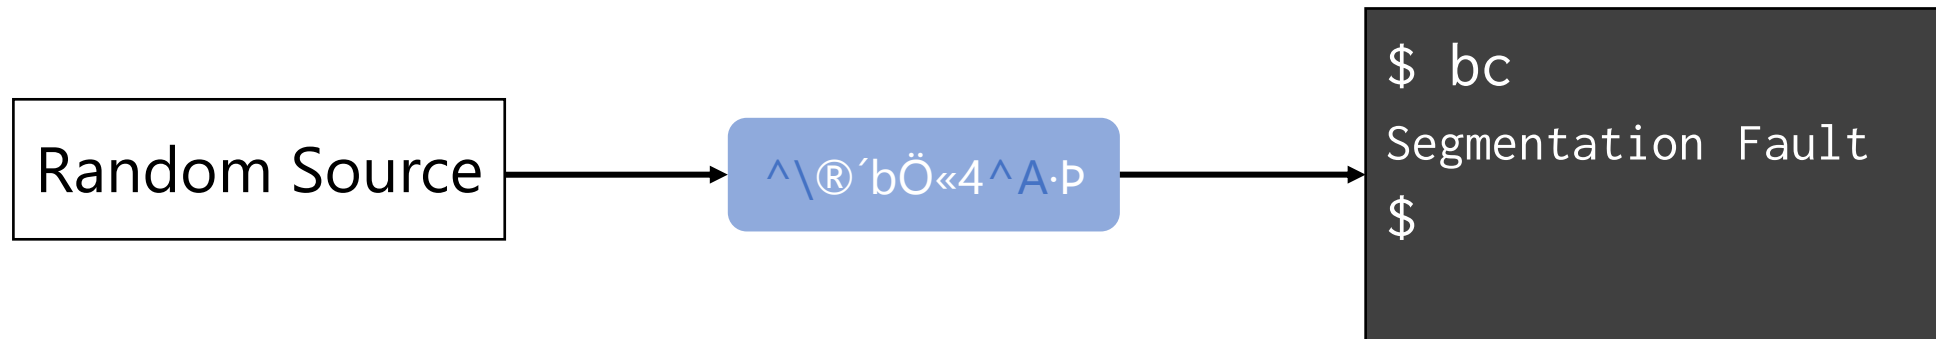 Random Source
^\®´bÖ«4^A·Þ
$ bc
Segmentation Fault
$